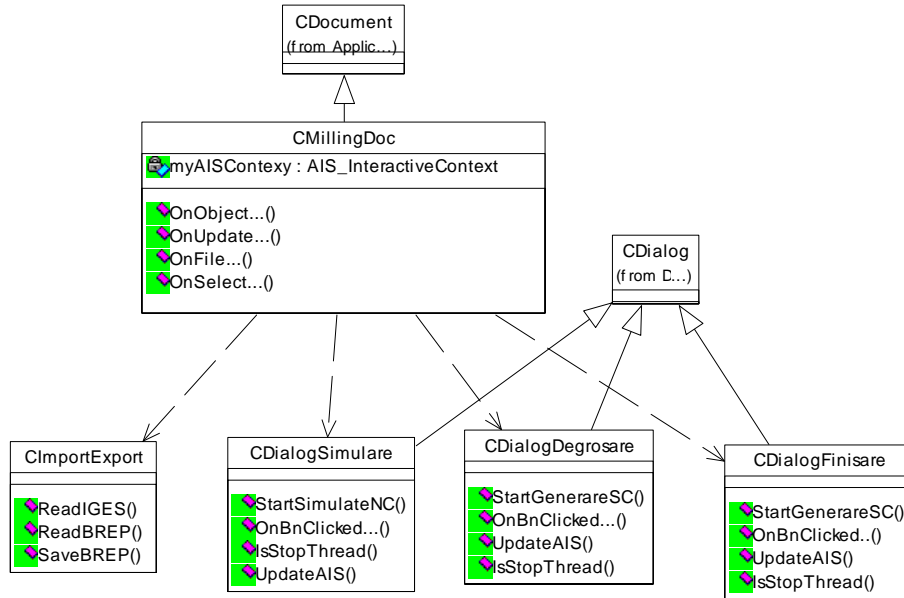 CDocument
(from Applic...)
CMillingDoc
myAISContexy : AIS_InteractiveContext
OnObject...()
OnUpdate...()
OnFile...()
OnSelect...()
CDialog
(from D...)
CImportExport
ReadIGES()
ReadBREP()
SaveBREP()
CDialogSimulare
StartSimulateNC()
OnBnClicked...()
IsStopThread()
UpdateAIS()
CDialogDegrosare
StartGenerareSC()
OnBnClicked...()
UpdateAIS()
IsStopThread()
CDialogFinisare
StartGenerareSC()
OnBnClicked..()
UpdateAIS()
IsStopThread()